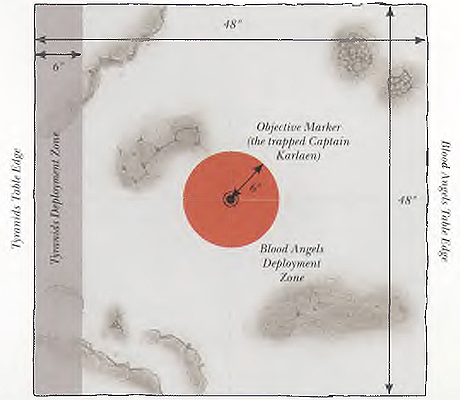 48"
6"
Objective Marker
(the trapped Captain
Karlaen)
6"
Tyranids Table Edge
Tyranids Deployment Zone
48"
Blood Angels Table Edge
Blood Angels
Deployment
Zone